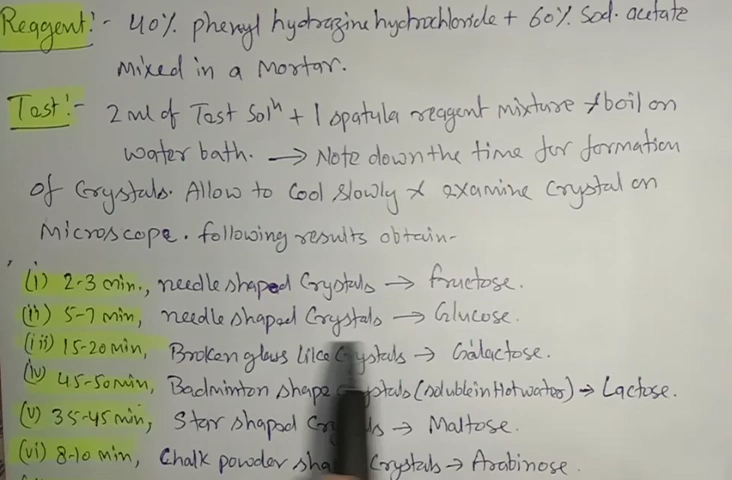 Reagent:- 40% phenyl hydrazine hydrochloride + 60% Sod. acetate
mixed in a mortar.
Test:- 2 ml of Test Solⁿ + 1 spatula reagent mixture & boil on
water bath. → Note down the time for formation
of Crystals. Allow to Cool slowly & examine crystal on
microscope. following results obtain-
(i) 2-3 min., needle shaped Crystals → fructose.
(ii) 5-7 min, needle shaped Crystals → Glucose.
(iii) 15-20 min, Broken glass like Crystals → Galactose.
(iv) 45-50 min, Badminton shape Crystals (soluble in Hot water) → Lactose.
(v) 35-45 min, Star shaped → Maltose.
(vi) 8-10 min, Chalk powder Crystals → Arabinose.